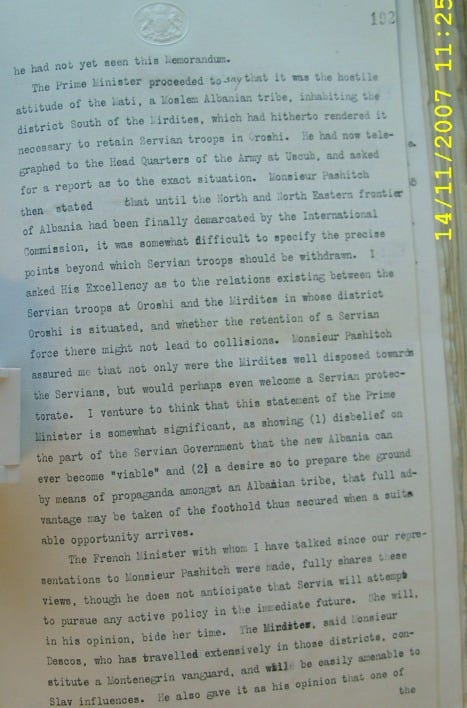 192
he had not yet seen this Memorandum.
The Prime Minister proceeded to say that it was the hostile
attitude of the Mati, a Moslem Albanian tribe, inhabiting the
district South of the Mirdites, which had hitherto rendered it
necessary to retain Servian troops in Oroshi. He had now tele-
graphed to the Head Quarters of the Army at Uscub, and asked
for a report as to the exact situation. Monsieur Pashitch
then stated that until the North and North Eastern frontier
of Albania had been finally demarcated by the International
Commission, it was somewhat difficult to specify the precise
points beyond which Servian troops should be withdrawn. I
asked His Excellency as to the relations existing between the
Servian troops at Oroshi and the Mirdites in whose district
Oroshi is situated, and whether the retention of a Servian
force there might not lead to collisions. Monsieur Pashitch
assured me that not only were the Mirdites well disposed towards
the Servians, but would perhaps even welcome a Servian protec-
torate. I venture to think that this statement of the Prime
Minister is somewhat significant, as showing (1) disbelief on
the part of the Servian Government that the new Albania can
ever become "viable" and (2) a desire so to prepare the ground
by means of propaganda amongst an Albanian tribe, that full ad-
vantage may be taken of the foothold thus secured when a suit
able opportunity arrives.
The French Minister with whom I have talked since our repre-
sentations to Monsieur Pashitch were made, fully shares these
views, though he does not anticipate that Servia will attempt
to pursue any active policy in the immediate future. She will,
in his opinion, bide her time. The Mirdites, said Monsieur
Descos, who has travelled extensively in those districts, con-
stitute a Montenegrin vanguard, and will be easily amenable to
Slav influences. He also gave it as his opinion that one of
the
14/11/2007 11:25